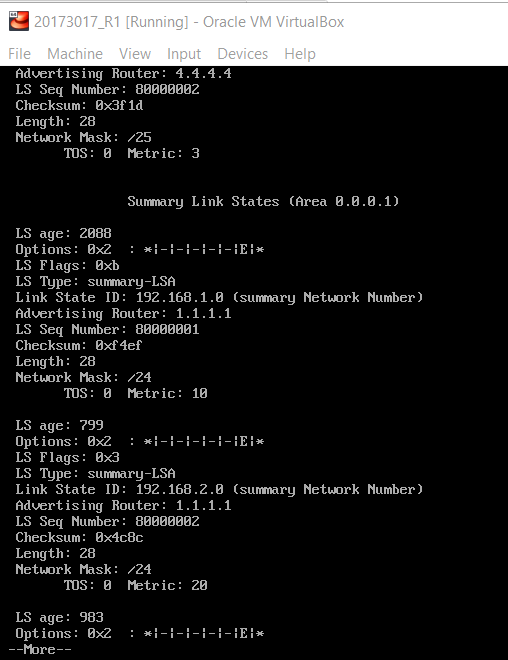 20173017_R1 [Running] - Oracle VM VirtualBox
File Machine View Input Devices Help
Advertising Router: 4.4.4.4
LS Seq Number: 80000002
Checksum: 0x3f1d
Length: 28
Network Mask: /25
TOS: 0 Metric: 3
Summary Link States (Area 0.0.0.1)
LS age: 2088
Options: 0x2 : *|-|-|-|-|-|E|*
LS Flags: 0xb
LS Type: summary-LSA
Link State ID: 192.168.1.0 (summary Network Number)
Advertising Router: 1.1.1.1
LS Seq Number: 80000001
Checksum: 0xf4ef
Length: 28
Network Mask: /24
TOS: 0 Metric: 10
LS age: 799
Options: 0x2 : *|-|-|-|-|-|E|*
LS Flags: 0x3
LS Type: summary-LSA
Link State ID: 192.168.2.0 (summary Network Number)
Advertising Router: 1.1.1.1
LS Seq Number: 80000002
Checksum: 0x4c8c
Length: 28
Network Mask: /24
TOS: 0 Metric: 20
LS age: 983
Options: 0x2 : *|-|-|-|-|-|E|*
--More--